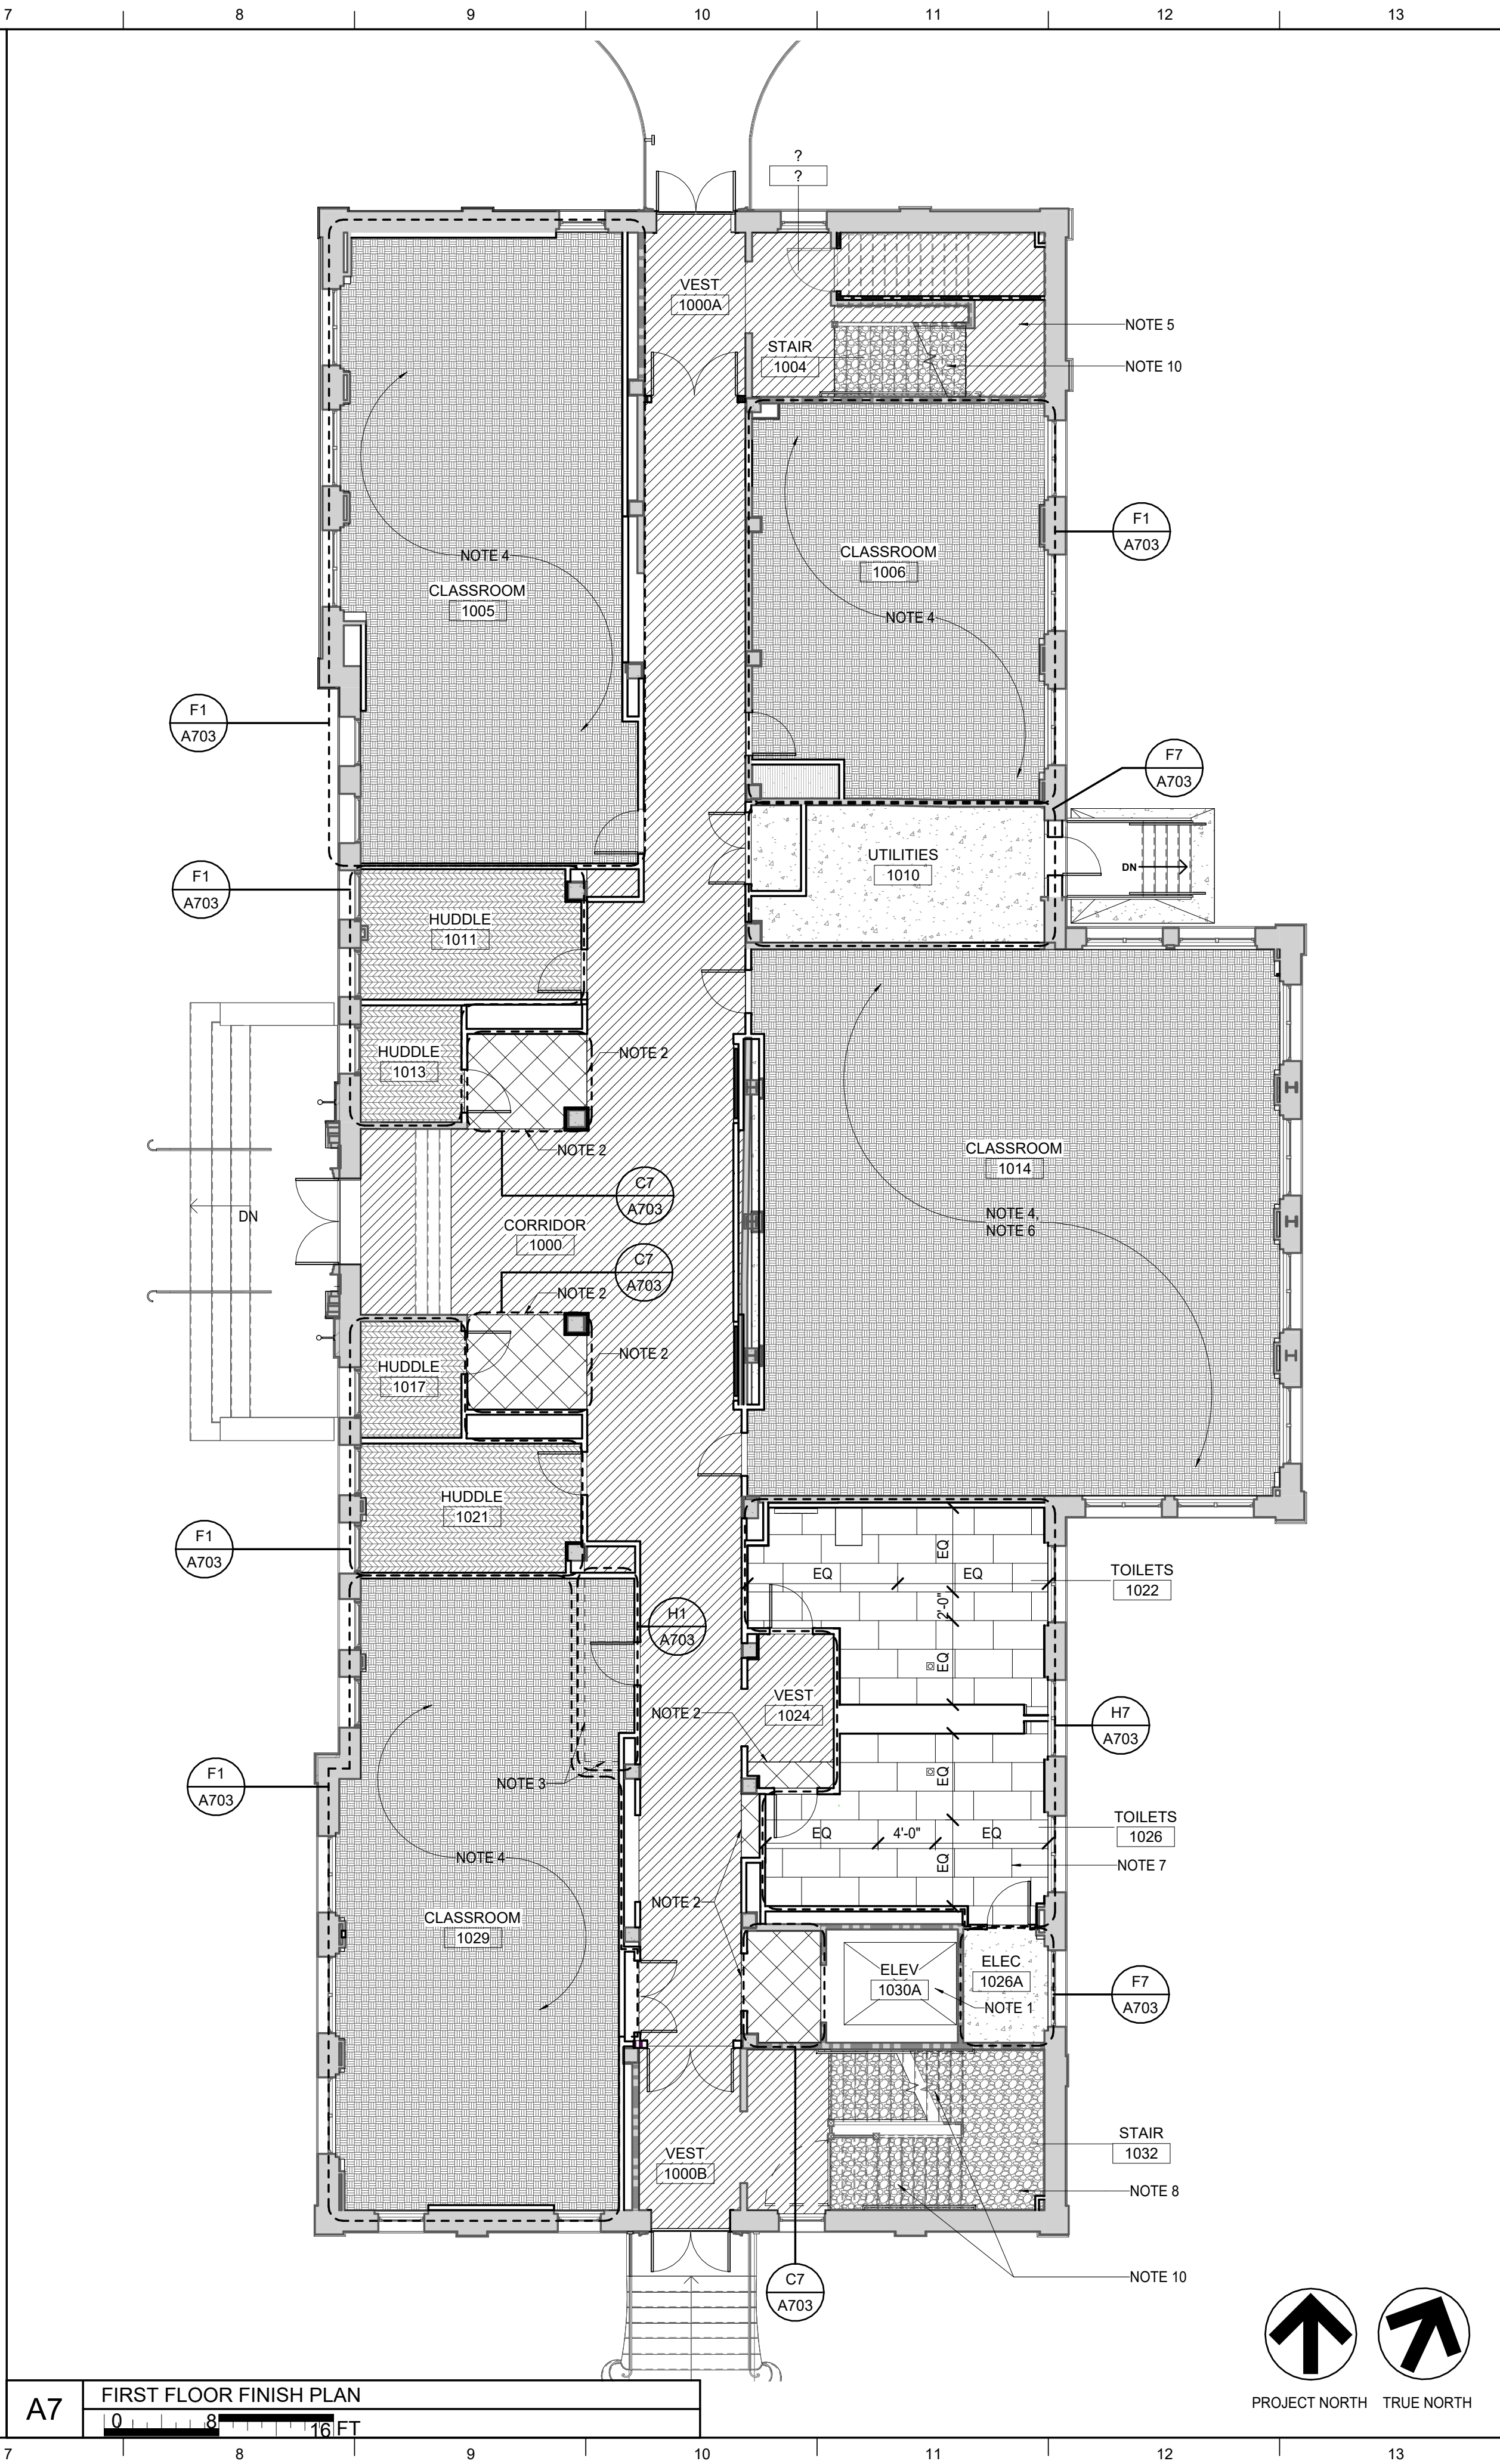 7 8 9 10 11 12 13
?
?
VEST
1000A
NOTE 5
STAIR
1004
NOTE 10
F1
A703
CLASSROOM
1006
NOTE 4
CLASSROOM
1005
NOTE 4
F1
A703
F7
A703
UTILITIES
1010
DN
F1
A703
HUDDLE
1011
HUDDLE
1013
NOTE 2
NOTE 2
CLASSROOM
1014
C7
A703
NOTE 4,
NOTE 6
DN
CORRIDOR
1000
C7
A703
NOTE 2
NOTE 2
HUDDLE
1017
HUDDLE
1021
F1
A703
EQ
EQ
EQ
2'-0"
TOILETS
1022
H1
A703
EQ
VEST
1024
NOTE 2
H7
A703
NOTE 3
F1
A703
EQ
TOILETS
1026
EQ
4'-0"
EQ
NOTE 4
EQ
NOTE 7
NOTE 2
CLASSROOM
1029
ELEV
1030A
ELEC
1026A
NOTE 1
F7
A703
STAIR
1032
VEST
1000B
NOTE 8
NOTE 10
C7
A703
PROJECT NORTH
TRUE NORTH
A7
FIRST FLOOR FINISH PLAN
0 8 16 FT
7 8 9 10 11 12 13